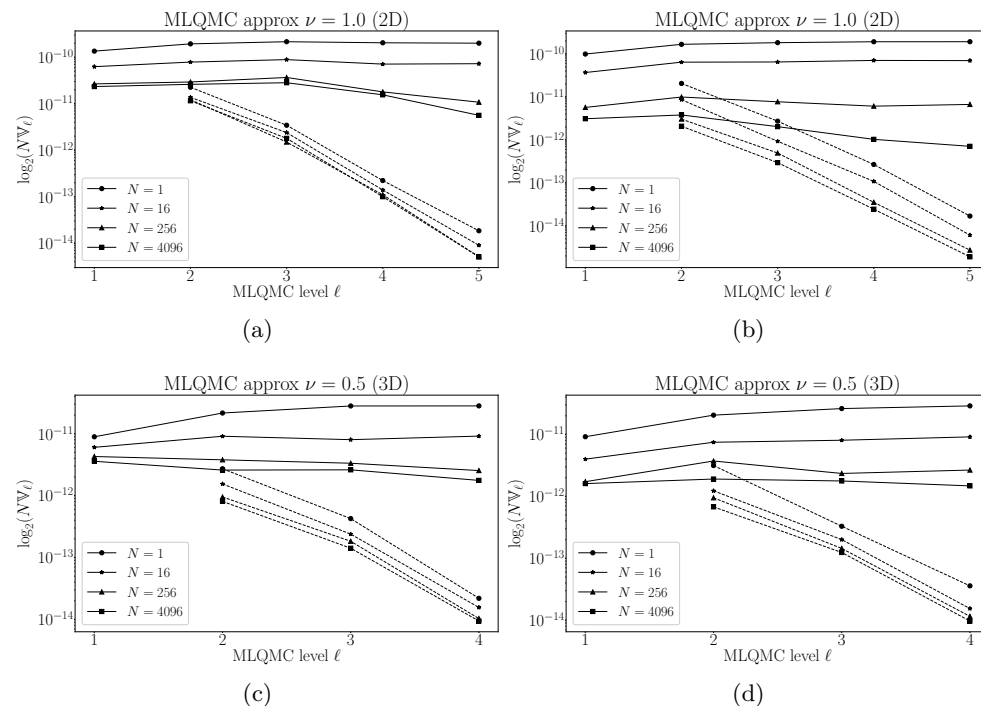 MLQMC approx ν = 1.0 (2D)
log₂(N𝕍_ℓ)
10⁻¹⁰
10⁻¹¹
10⁻¹²
10⁻¹³
10⁻¹⁴
N = 1
N = 16
N = 256
N = 4096
1 2 3 4 5
MLQMC level ℓ
(a)
MLQMC approx ν = 1.0 (2D)
log₂(N𝕍_ℓ)
10⁻¹⁰
10⁻¹¹
10⁻¹²
10⁻¹³
10⁻¹⁴
N = 1
N = 16
N = 256
N = 4096
1 2 3 4 5
MLQMC level ℓ
(b)
MLQMC approx ν = 0.5 (3D)
log₂(N𝕍_ℓ)
10⁻¹¹
10⁻¹²
10⁻¹³
10⁻¹⁴
N = 1
N = 16
N = 256
N = 4096
1 2 3 4
MLQMC level ℓ
(c)
MLQMC approx ν = 0.5 (3D)
log₂(N𝕍_ℓ)
10⁻¹¹
10⁻¹²
10⁻¹³
10⁻¹⁴
N = 1
N = 16
N = 256
N = 4096
1 2 3 4
MLQMC level ℓ
(d)